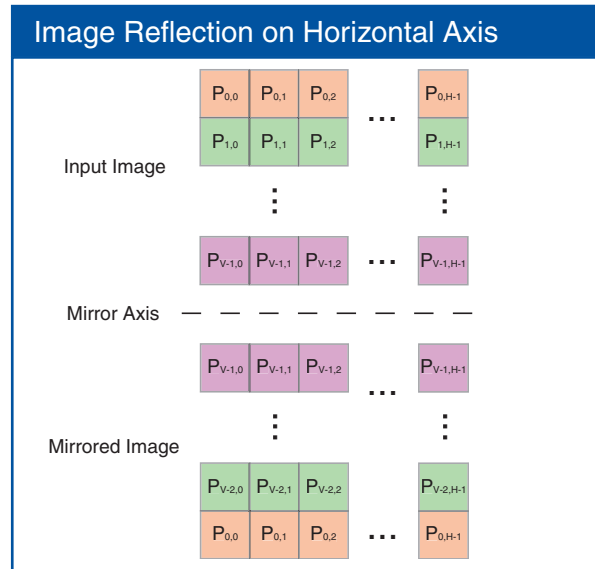 Image Reflection on Horizontal Axis
P0,0 P0,1 P0,2 ... P0,H-1
P1,0 P1,1 P1,2 P1,H-1
Input Image
PV-1,0 PV-1,1 PV-1,2 ... PV-1,H-1
Mirror Axis
PV-1,0 PV-1,1 PV-1,2 ... PV-1,H-1
Mirrored Image
PV-2,0 PV-2,1 PV-2,2 PV-2,H-1
P0,0 P0,1 P0,2 ... P0,H-1